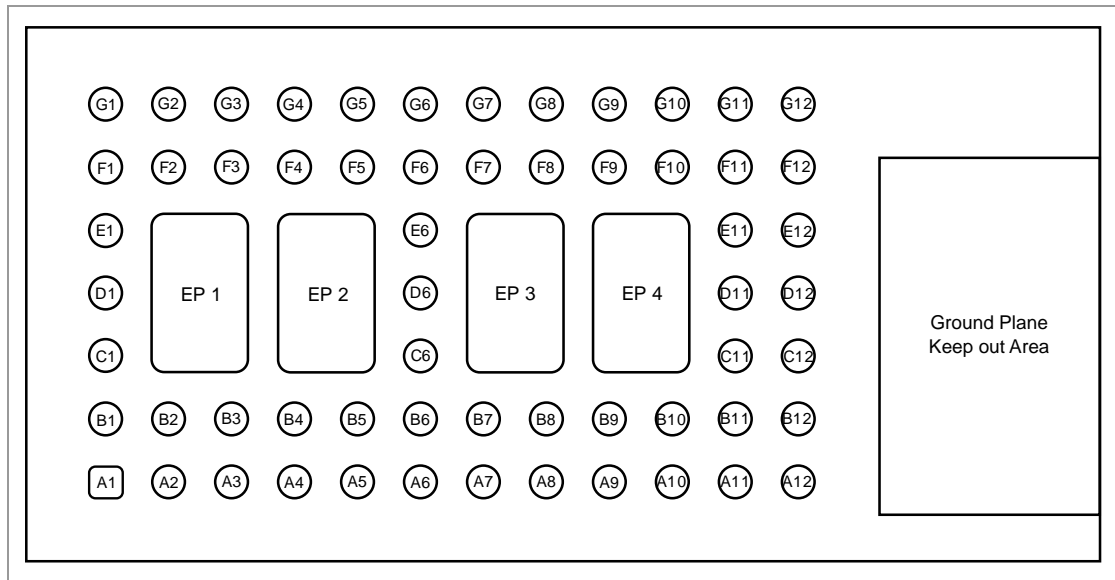 G1 G2 G3 G4 G5 G6 G7 G8 G9 G10 G11 G12
F1 F2 F3 F4 F5 F6 F7 F8 F9 F10 F11 F12
E1 E6 E11 E12
D1 EP 1 EP 2 D6 EP 3 EP 4 D11 D12
Ground Plane
Keep out Area
C1 C6 C11 C12
B1 B2 B3 B4 B5 B6 B7 B8 B9 B10 B11 B12
A1 A2 A3 A4 A5 A6 A7 A8 A9 A10 A11 A12